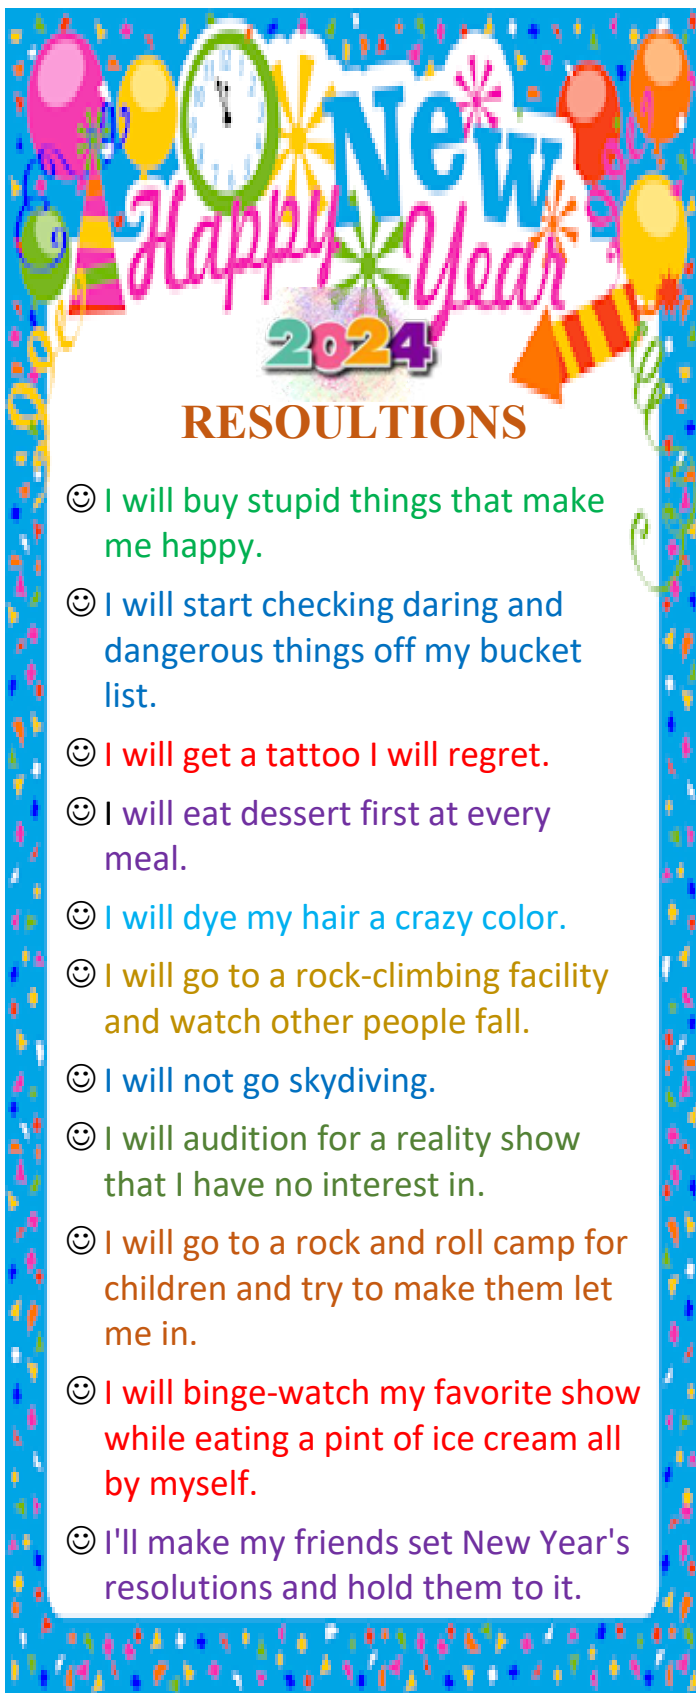 New
Happy Year
2024
RESOULTIONS
☺ I will buy stupid things that make
me happy.
☺ I will start checking daring and
dangerous things off my bucket
list.
☺ I will get a tattoo I will regret.
☺ I will eat dessert first at every
meal.
☺ I will dye my hair a crazy color.
☺ I will go to a rock-climbing facility
and watch other people fall.
☺ I will not go skydiving.
☺ I will audition for a reality show
that I have no interest in.
☺ I will go to a rock and roll camp for
children and try to make them let
me in.
☺ I will binge-watch my favorite show
while eating a pint of ice cream all
by myself.
☺ I'll make my friends set New Year's
resolutions and hold them to it.